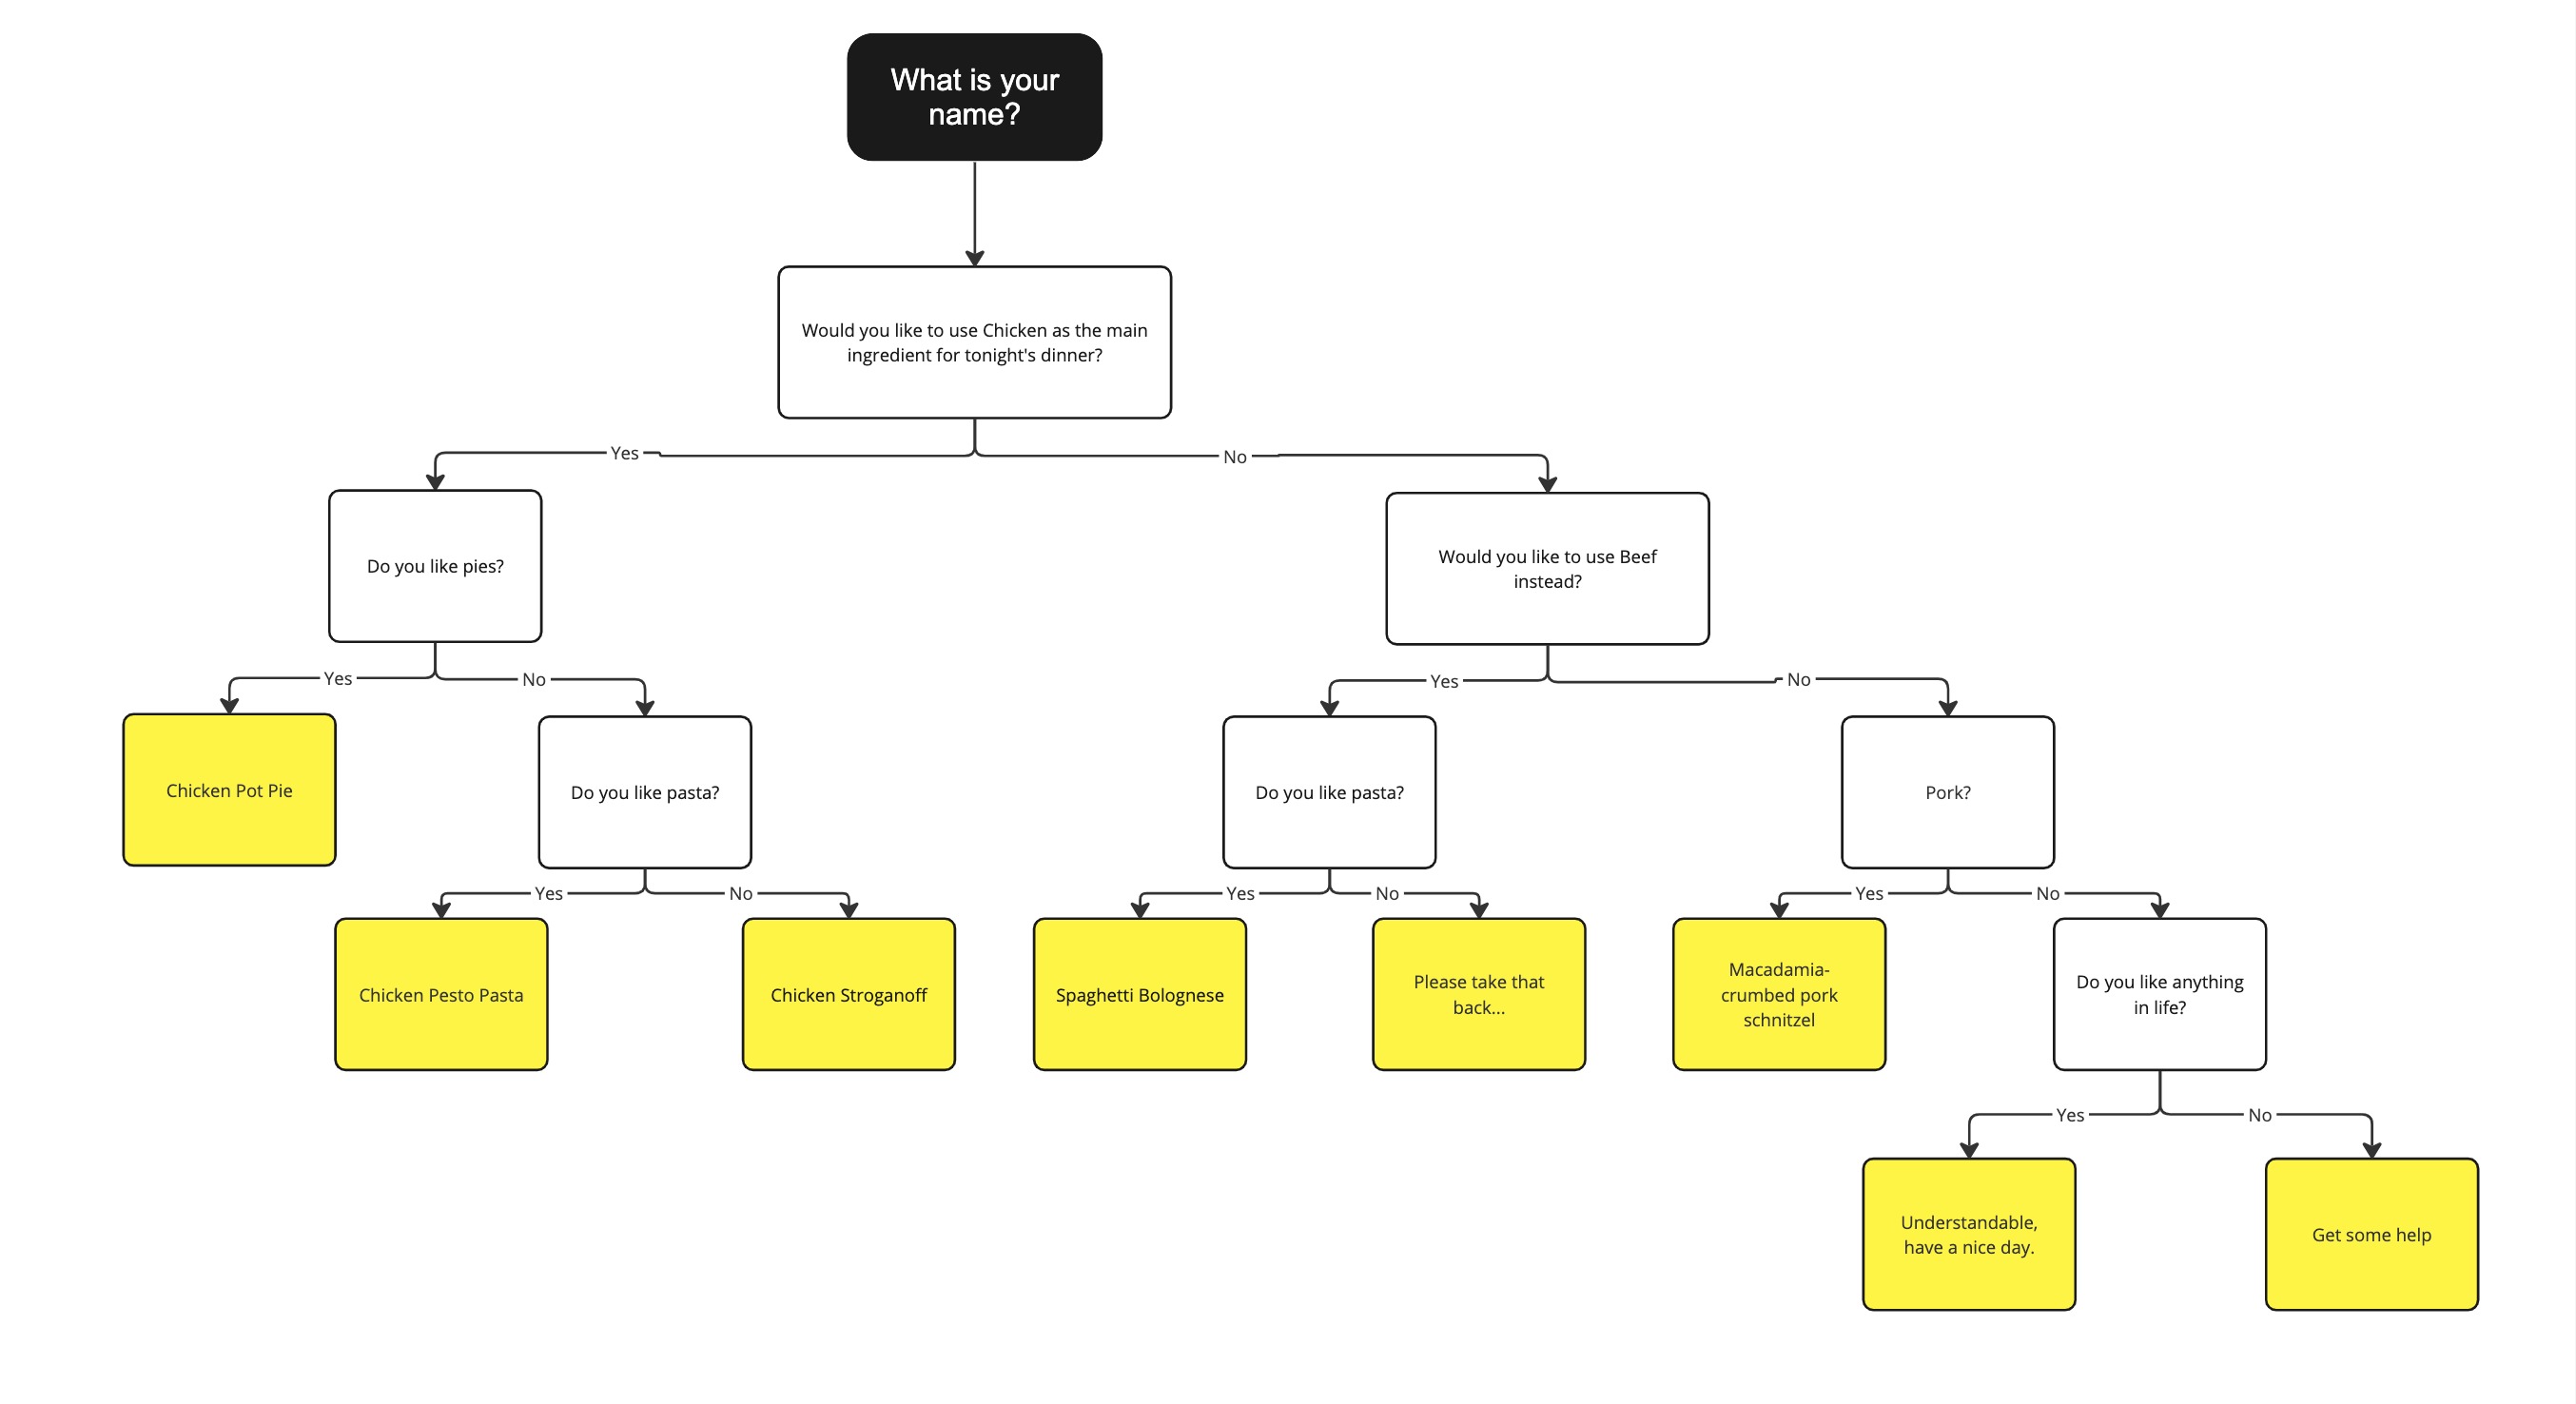 What is your
name?
Would you like to use Chicken as the main
ingredient for tonight's dinner?
Yes
No
Do you like pies?
Would you like to use Beef
instead?
Yes
No
Yes
No
Chicken Pot Pie
Do you like pasta?
Do you like pasta?
Pork?
Yes
No
Yes
No
Yes
No
Chicken Pesto Pasta
Chicken Stroganoff
Spaghetti Bolognese
Please take that
back...
Macadamia-
crumbed pork
schnitzel
Do you like anything
in life?
Yes
No
Understandable,
have a nice day.
Get some help